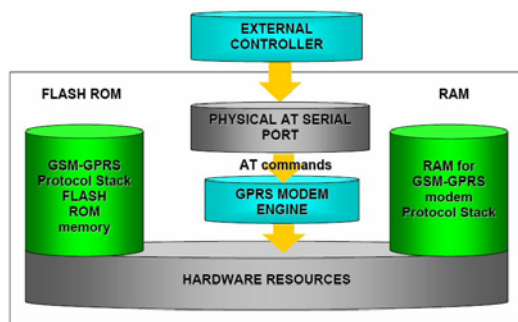 EXTERNAL
CONTROLLER
FLASH ROM
RAM
PHYSICAL AT SERIAL
PORT
AT commands
GSM-GPRS
Protocol Stack
FLASH
ROM
memory
GPRS MODEM
ENGINE
RAM for
GSM-GPRS
modem
Protocol Stack
HARDWARE RESOURCES